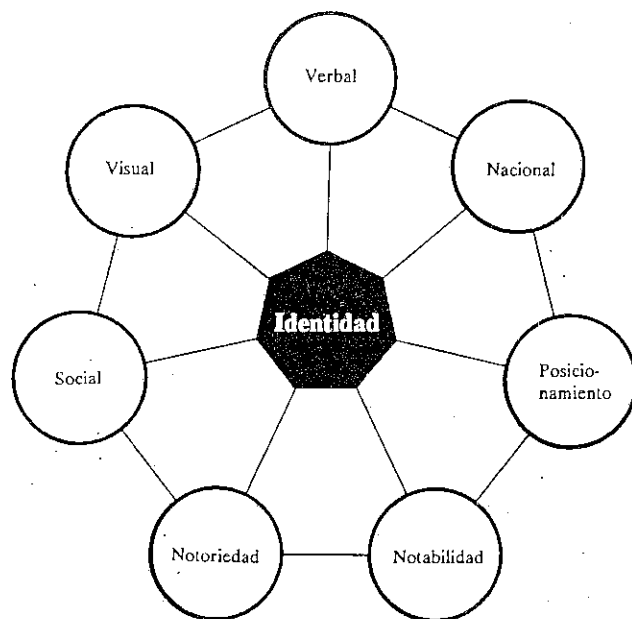 Verbal
Visual
Nacional
Identidad
Social
Posicio-
namiento
Notoriedad
Notabilidad